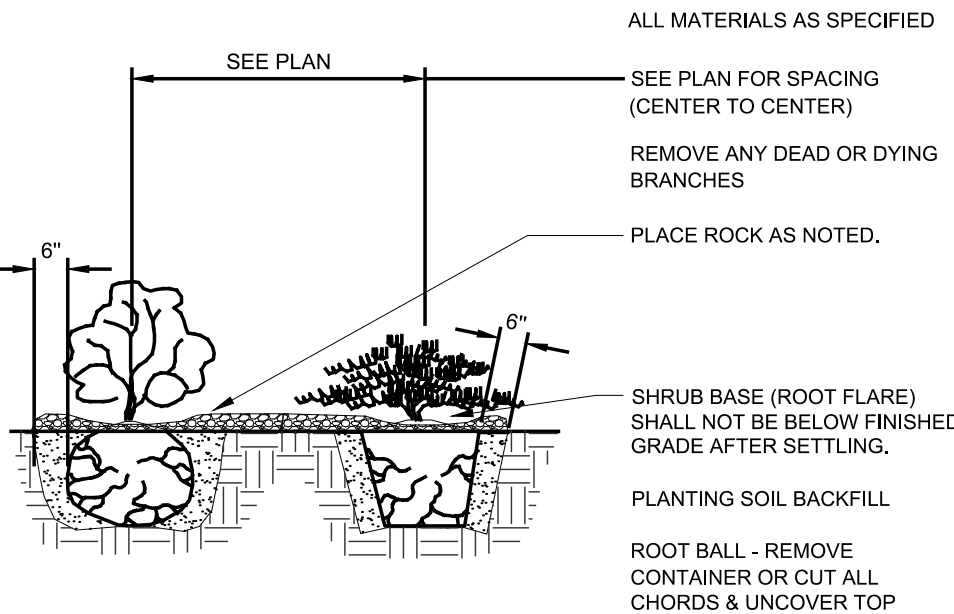 ALL MATERIALS AS SPECIFIED
SEE PLAN
SEE PLAN FOR SPACING
(CENTER TO CENTER)
REMOVE ANY DEAD OR DYING
BRANCHES
PLACE ROCK AS NOTED.
6"
6"
SHRUB BASE (ROOT FLARE)
SHALL NOT BE BELOW FINISHED
GRADE AFTER SETTLING.
PLANTING SOIL BACKFILL
ROOT BALL - REMOVE
CONTAINER OR CUT ALL
CHORDS & UNCOVER TOP